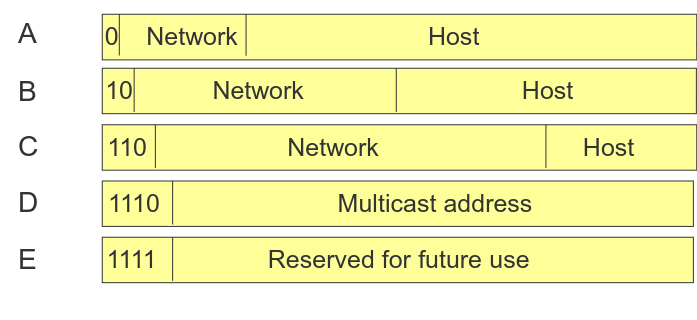 A 0 Network Host
B 10 Network Host
C 110 Network Host
D 1110 Multicast address
E 1111 Reserved for future use